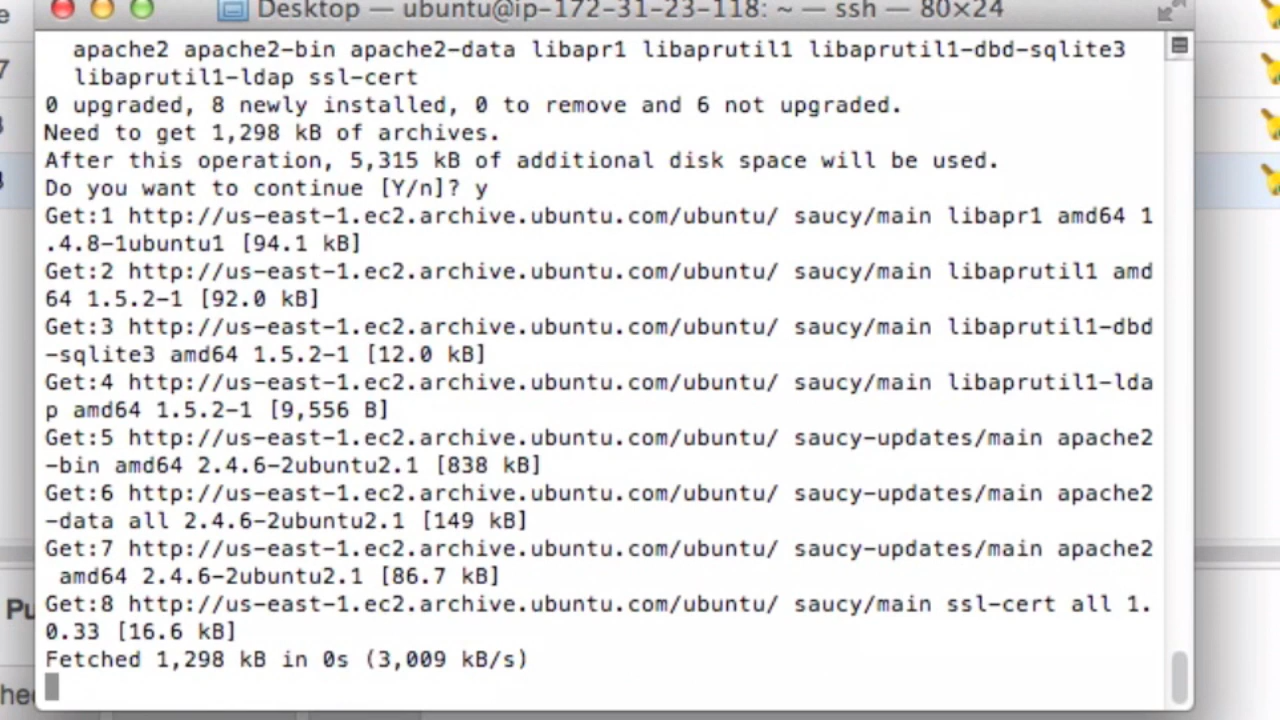 Desktop — ubuntu@ip-172-31-23-118: ~ — ssh — 80×24
apache2 apache2-bin apache2-data libapr1 libaprutil1 libaprutil1-dbd-sqlite3
libaprutil1-ldap ssl-cert
0 upgraded, 8 newly installed, 0 to remove and 6 not upgraded.
Need to get 1,298 kB of archives.
After this operation, 5,315 kB of additional disk space will be used.
Do you want to continue [Y/n]? y
Get:1 http://us-east-1.ec2.archive.ubuntu.com/ubuntu/ saucy/main libapr1 amd64 1
.4.8-1ubuntu1 [94.1 kB]
Get:2 http://us-east-1.ec2.archive.ubuntu.com/ubuntu/ saucy/main libaprutil1 amd
64 1.5.2-1 [92.0 kB]
Get:3 http://us-east-1.ec2.archive.ubuntu.com/ubuntu/ saucy/main libaprutil1-dbd
-sqlite3 amd64 1.5.2-1 [12.0 kB]
Get:4 http://us-east-1.ec2.archive.ubuntu.com/ubuntu/ saucy/main libaprutil1-lda
p amd64 1.5.2-1 [9,556 B]
Get:5 http://us-east-1.ec2.archive.ubuntu.com/ubuntu/ saucy-updates/main apache2
-bin amd64 2.4.6-2ubuntu2.1 [838 kB]
Get:6 http://us-east-1.ec2.archive.ubuntu.com/ubuntu/ saucy-updates/main apache2
-data all 2.4.6-2ubuntu2.1 [149 kB]
Get:7 http://us-east-1.ec2.archive.ubuntu.com/ubuntu/ saucy-updates/main apache2
amd64 2.4.6-2ubuntu2.1 [86.7 kB]
Get:8 http://us-east-1.ec2.archive.ubuntu.com/ubuntu/ saucy/main ssl-cert all 1.
0.33 [16.6 kB]
Fetched 1,298 kB in 0s (3,009 kB/s)